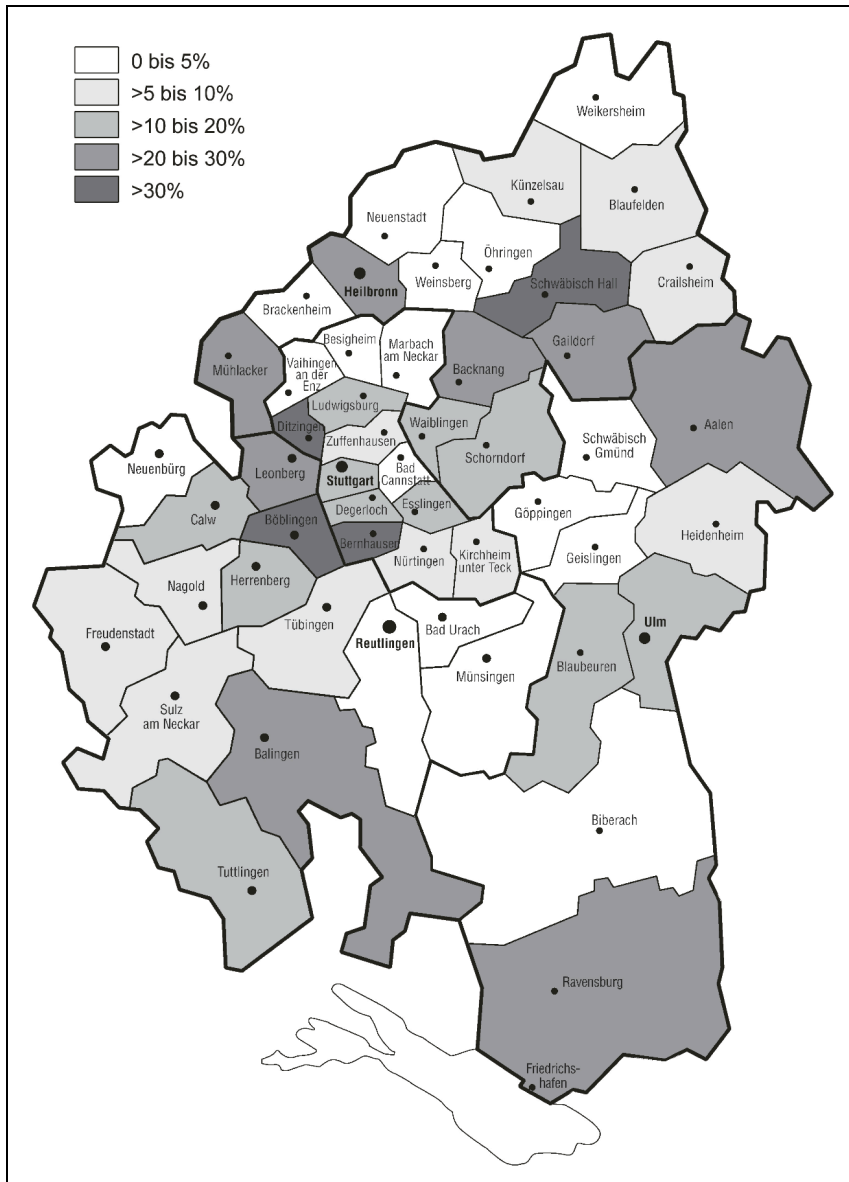 0 bis 5%
>5 bis 10%
>10 bis 20%
>20 bis 30%
>30%
Weikersheim
Künzelsau
Blaufelden
Neuenstadt
Öhringen
Weinsberg
Heilbronn
Schwäbisch Hall
Crailsheim
Brackenheim
Besigheim
Marbach
am Neckar
Gaildorf
Mühlacker
Vaihingen
an der
Enz
Backnang
Ludwigsburg
Ditzingen
Waiblingen
Aalen
Zuffenhausen
Schorndorf
Schwäbisch
Gmünd
Neuenbürg
Leonberg
Stuttgart
Bad
Cannstatt
Calw
Degerloch
Esslingen
Göppingen
Böblingen
Heidenheim
Bernhausen
Nürtingen
Kirchheim
unter Teck
Geislingen
Nagold
Herrenberg
Tübingen
Freudenstadt
Reutlingen
Bad Urach
Ulm
Münsingen
Blaubeuren
Sulz
am Neckar
Balingen
Biberach
Tuttlingen
Ravensburg
Friedrichs-
hafen